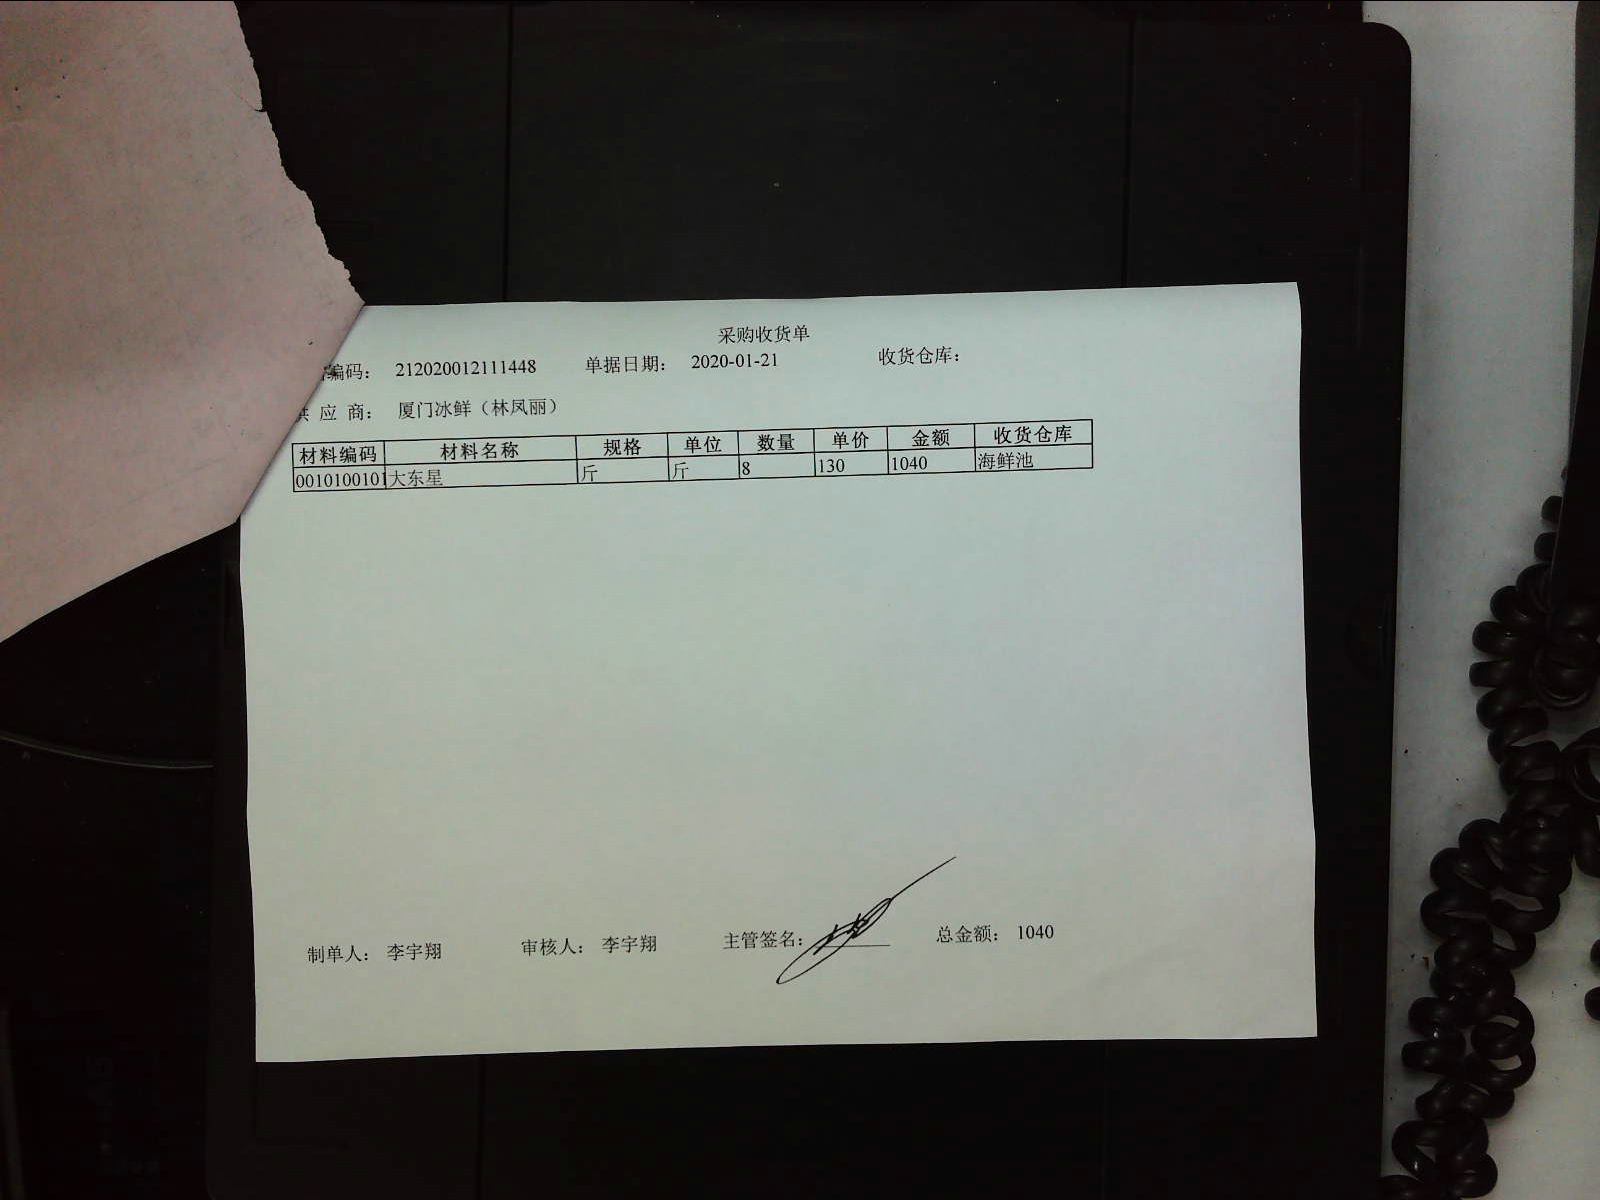 采购收货单
编码： 212020012111448 单据日期： 2020-01-21 收货仓库：
供 应 商： 厦门冰鲜（林凤丽）
材料编码 材料名称 规格 单位 数量 单价 金额 收货仓库
0010100101 大东星 斤 斤 8 130 1040 海鲜池
制单人： 李宇翔 审核人： 李宇翔 主管签名： 总金额： 1040